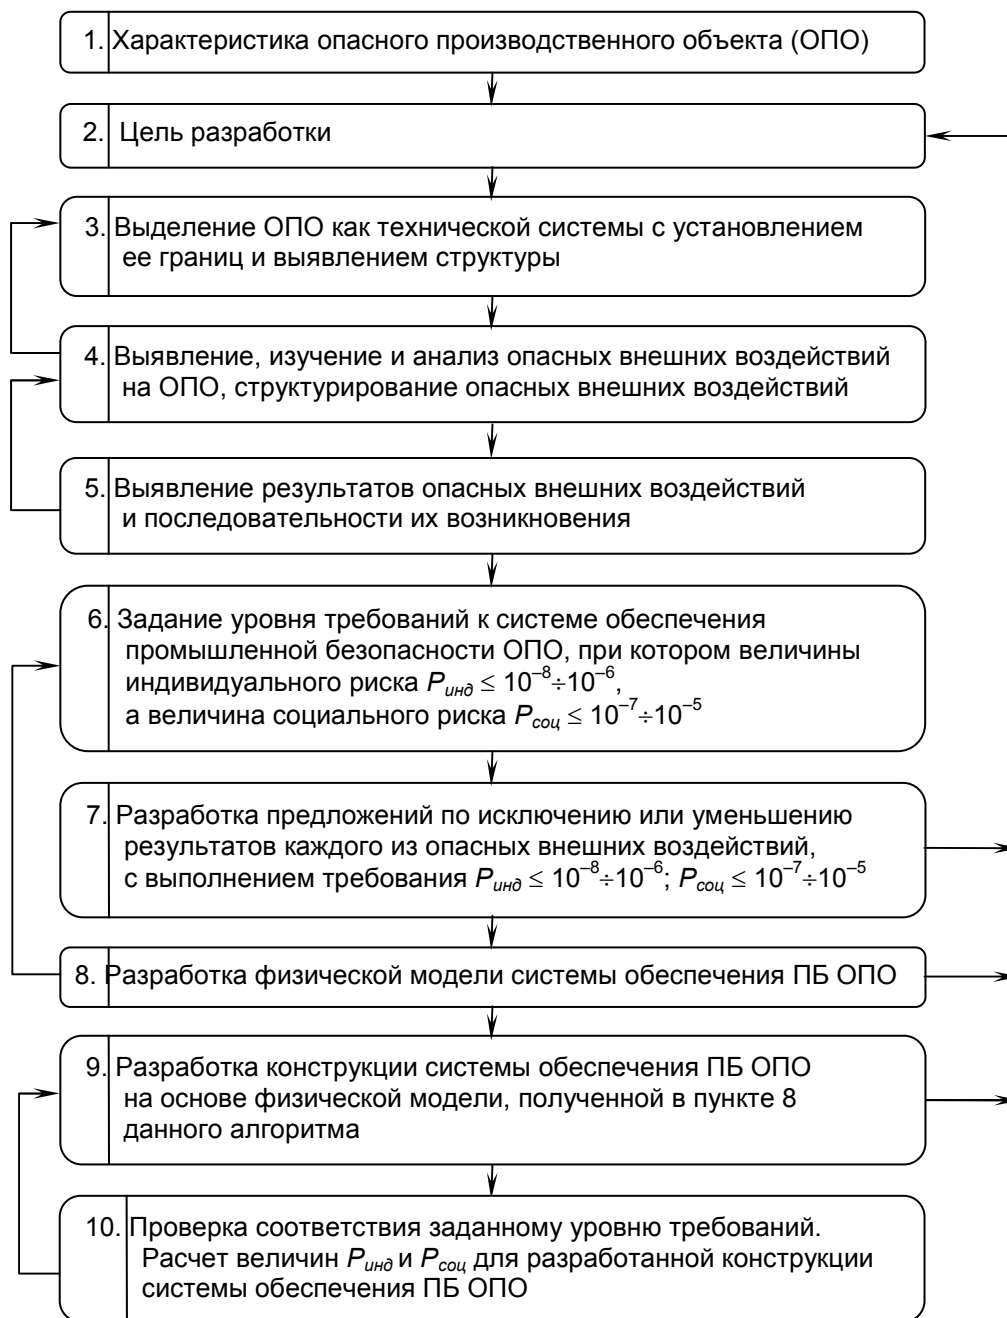 1. Характеристика опасного производственного объекта (ОПО)
2. Цель разработки
3. Выделение ОПО как технической системы с установлением
ее границ и выявлением структуры
4. Выявление, изучение и анализ опасных внешних воздействий
на ОПО, структурирование опасных внешних воздействий
5. Выявление результатов опасных внешних воздействий
и последовательности их возникновения
6. Задание уровня требований к системе обеспечения
промышленной безопасности ОПО, при котором величины
индивидуального риска Pинд ≤ 10⁻⁸÷10⁻⁶,
а величина социального риска Pсоц ≤ 10⁻⁷÷10⁻⁵
7. Разработка предложений по исключению или уменьшению
результатов каждого из опасных внешних воздействий,
с выполнением требования Pинд ≤ 10⁻⁸÷10⁻⁶; Pсоц ≤ 10⁻⁷÷10⁻⁵
8. Разработка физической модели системы обеспечения ПБ ОПО
9. Разработка конструкции системы обеспечения ПБ ОПО
на основе физической модели, полученной в пункте 8
данного алгоритма
10. Проверка соответствия заданному уровню требований.
Расчет величин Pинд и Pсоц для разработанной конструкции
системы обеспечения ПБ ОПО